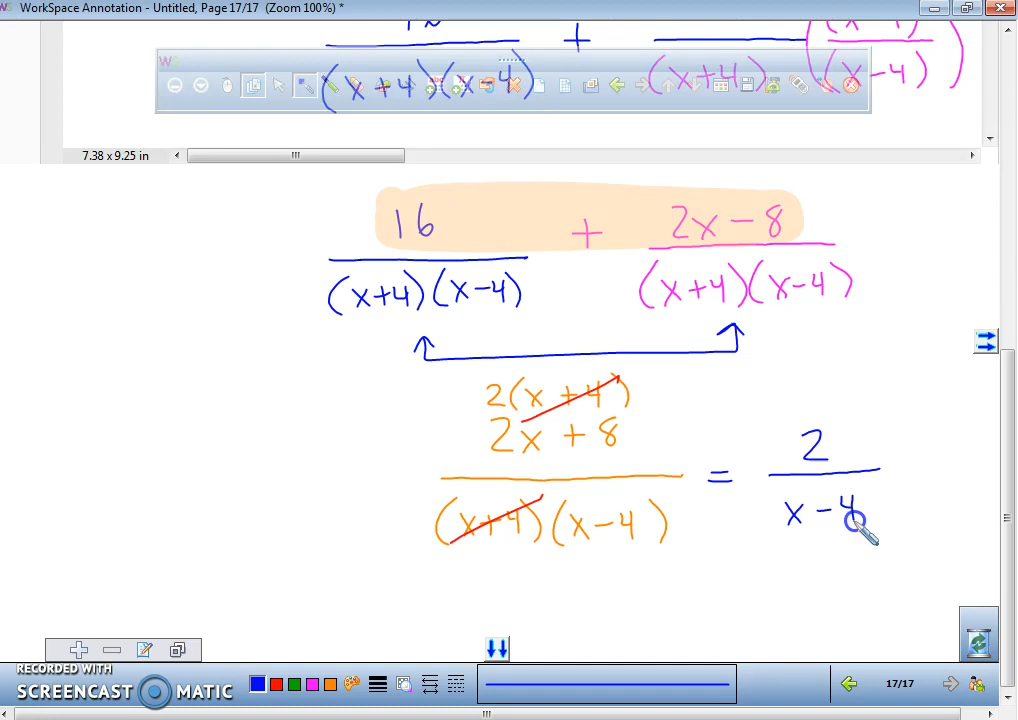 WorkSpace Annotation - Untitled, Page 17/17 (Zoom 100%) *
+
(x+4)(x-4) (x+4) (x-4)
7.38 x 9.25 in
16 + 2x-8
(x+4)(x-4) (x+4)(x-4)
2(x+4)
2x+8
= 2
(x+4)(x-4) x-4
RECORDED WITH
SCREENCAST MATIC
17/17